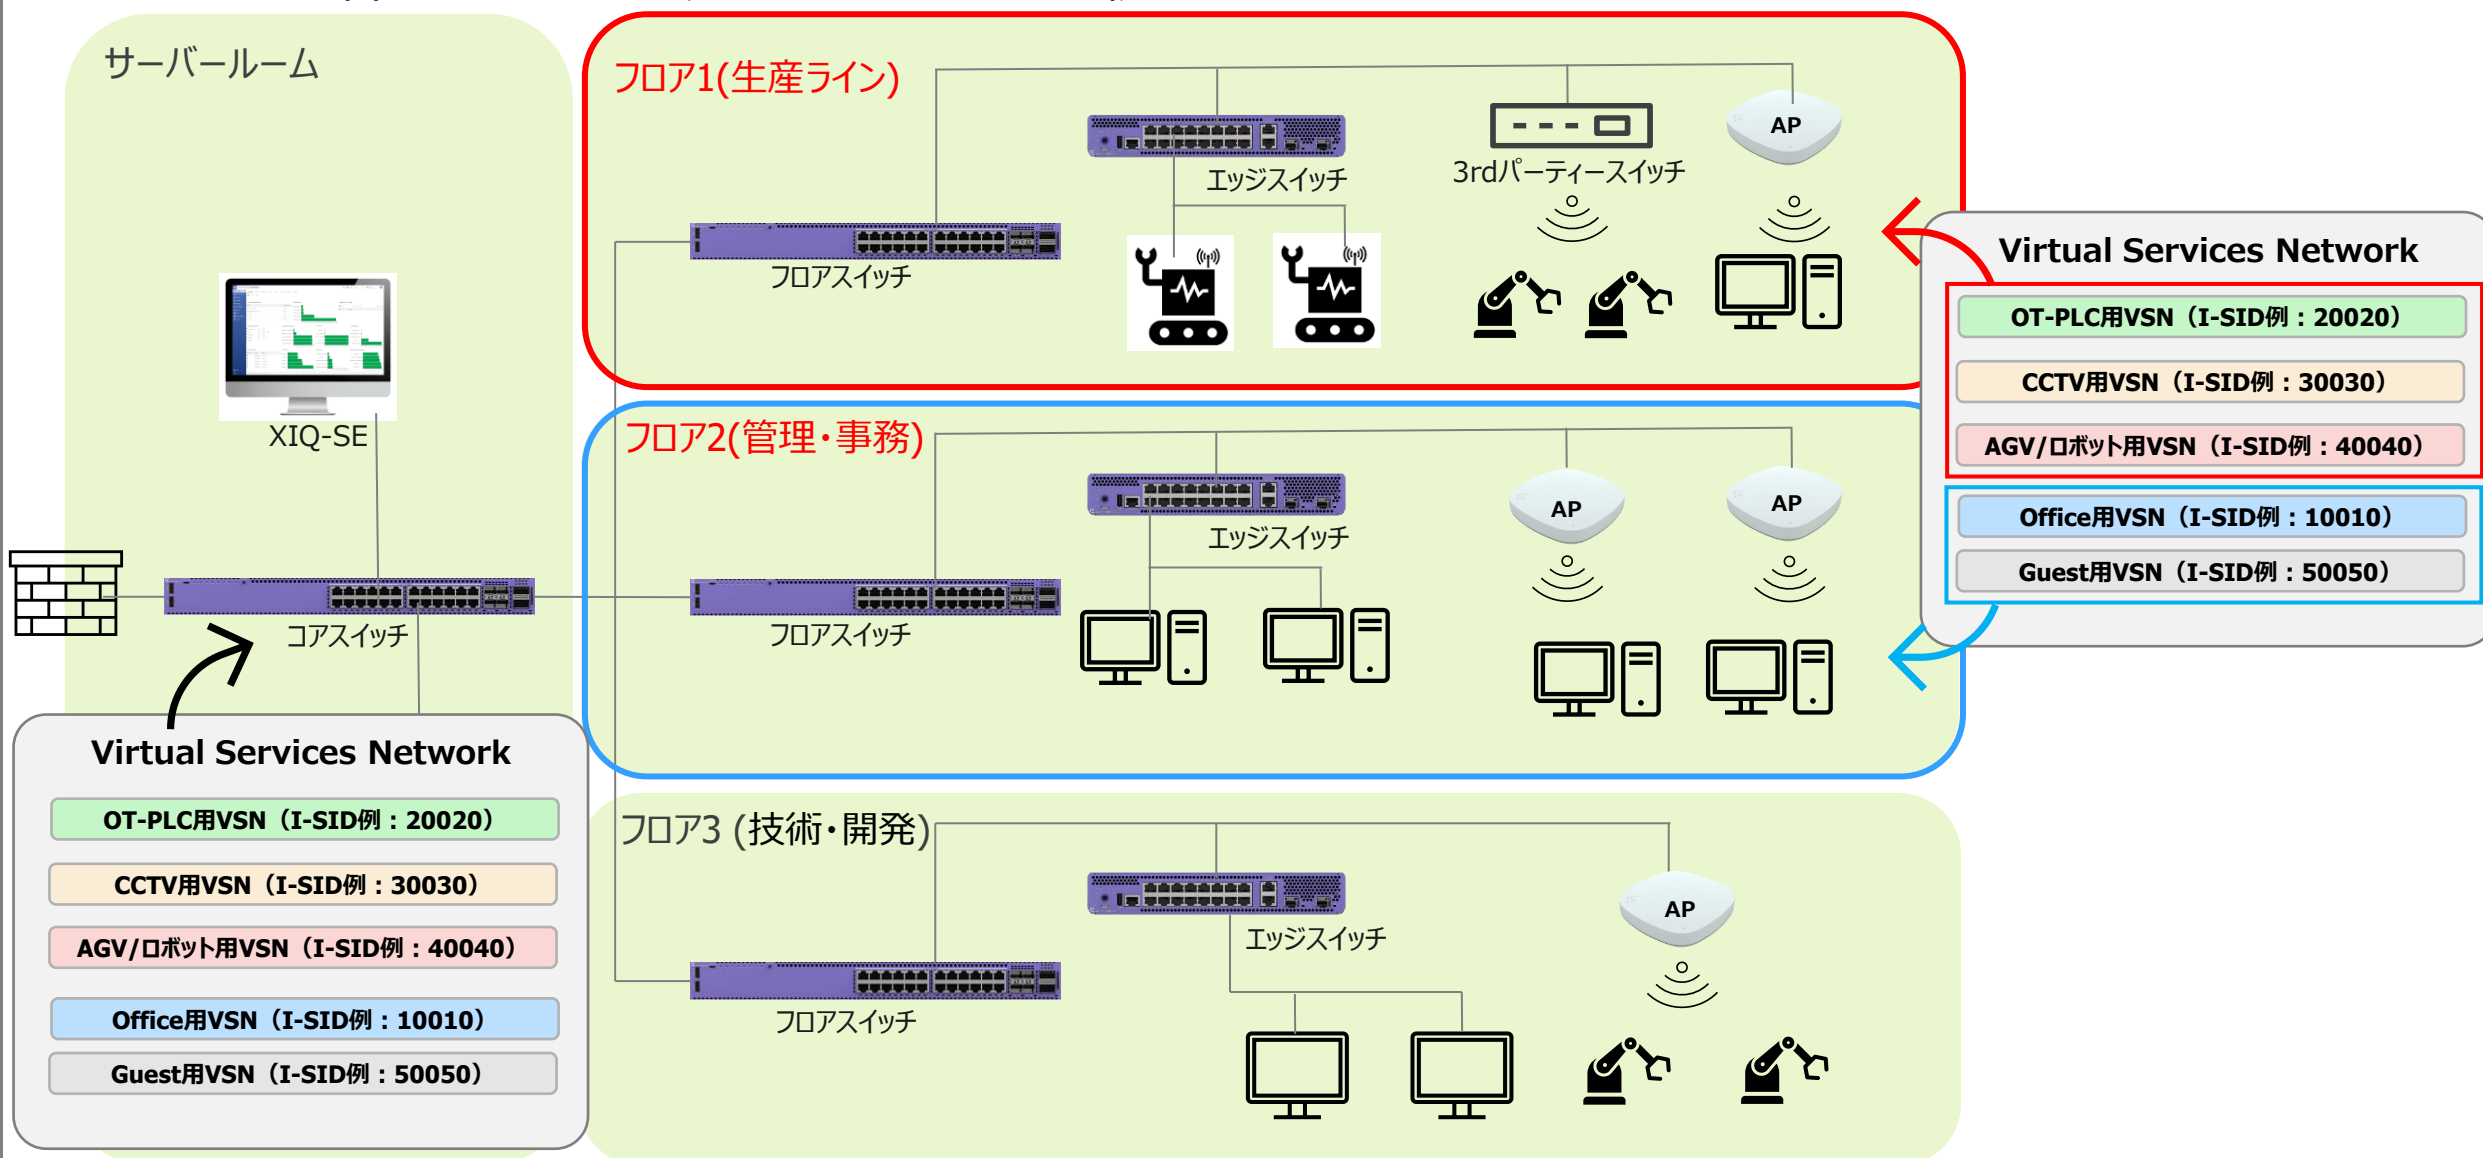 サーバールーム
XIQ-SE
コアスイッチ
Virtual Services Network
OT-PLC用VSN（I-SID例：20020）
CCTV用VSN（I-SID例：30030）
AGV/ロボット用VSN（I-SID例：40040）
Office用VSN（I-SID例：10010）
Guest用VSN（I-SID例：50050）
フロア1(生産ライン)
フロアスイッチ
エッジスイッチ
3rdパーティースイッチ
AP
フロア2(管理・事務)
フロアスイッチ
エッジスイッチ
AP
AP
フロア3 (技術・開発)
フロアスイッチ
エッジスイッチ
AP
Virtual Services Network
OT-PLC用VSN（I-SID例：20020）
CCTV用VSN（I-SID例：30030）
AGV/ロボット用VSN（I-SID例：40040）
Office用VSN（I-SID例：10010）
Guest用VSN（I-SID例：50050）